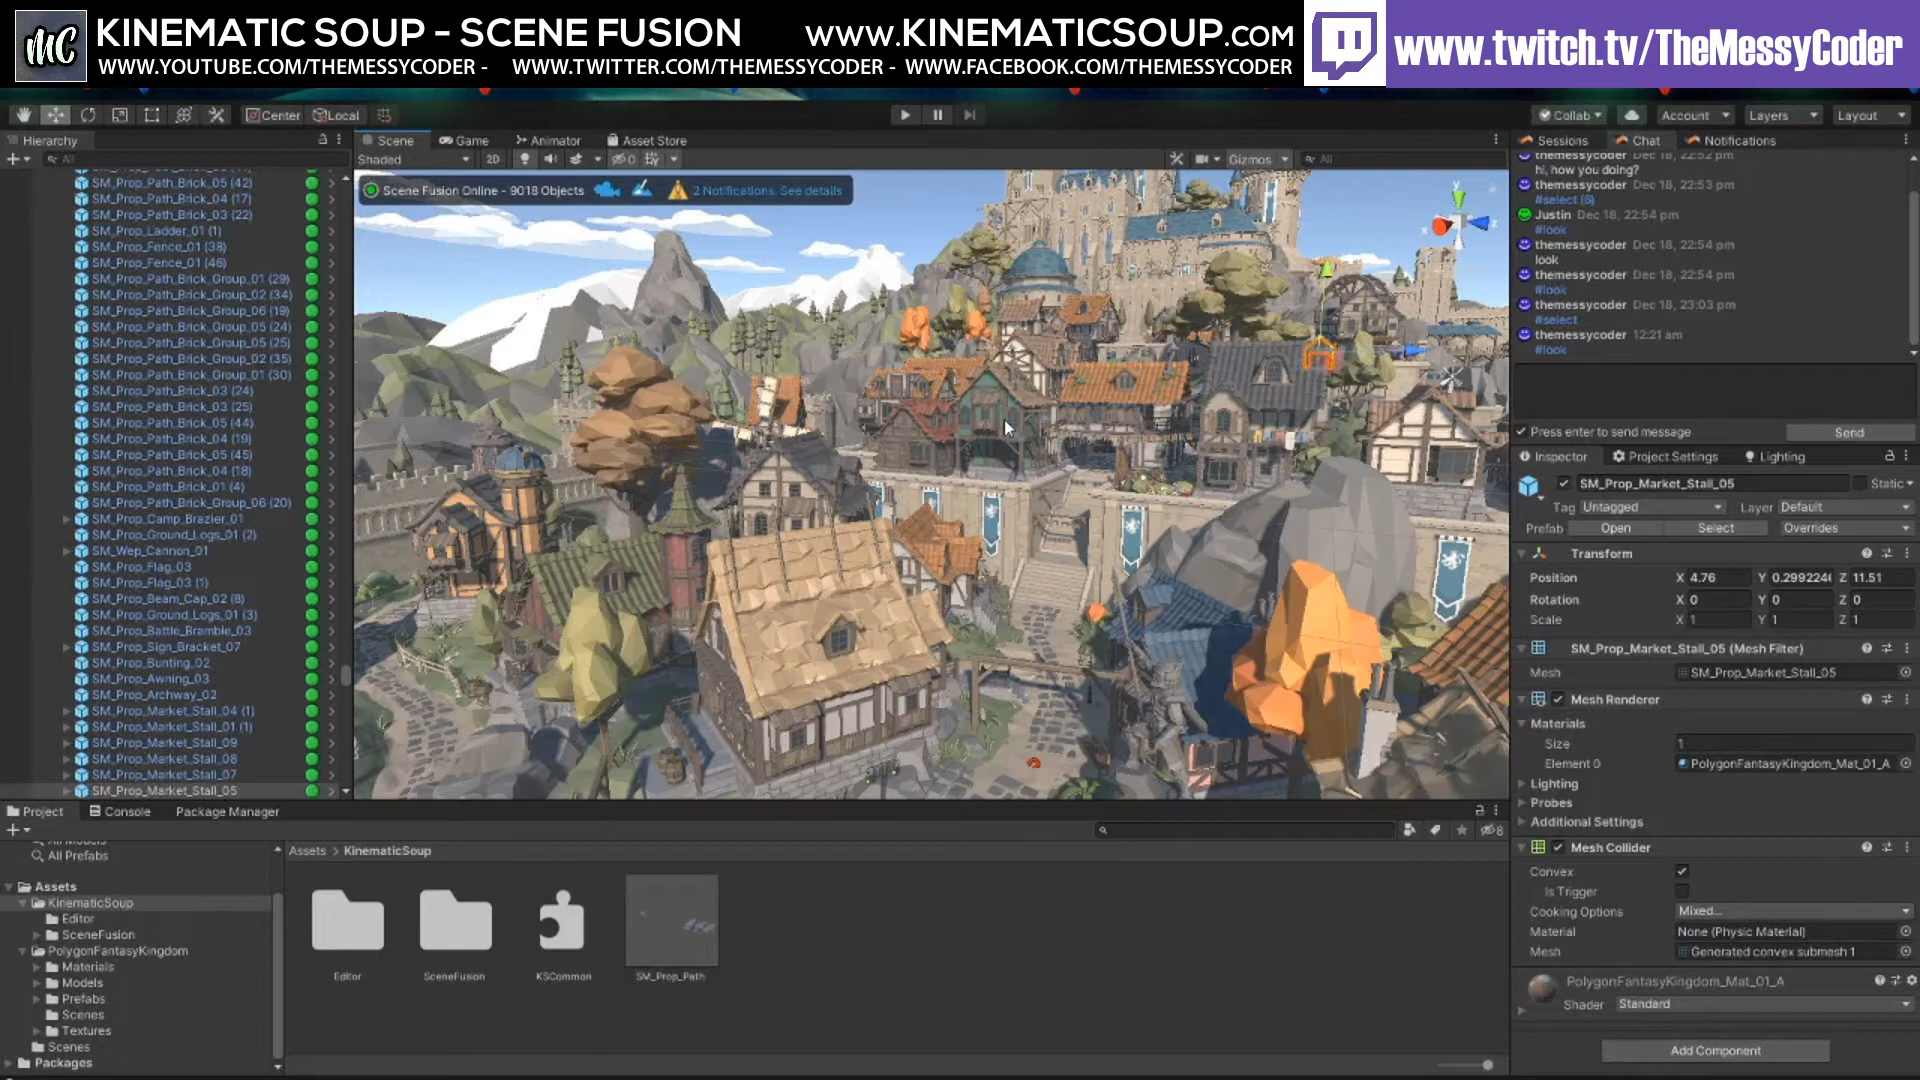 MC
KINEMATIC SOUP - SCENE FUSION
www.KINEMATICSOUP.com
WWW.YOUTUBE.COM/THEMESSYCODER - WWW.TWITTER.COM/THEMESSYCODER - WWW.FACEBOOK.COM/THEMESSYCODER
www.twitch.tv/TheMessyCoder
Center
Local
Collab
Account
Layers
Layout
Hierarchy
All
SM_Prop_Path_Brick_05 (42)
SM_Prop_Path_Brick_04 (17)
SM_Prop_Path_Brick_03 (22)
SM_Prop_Ladder_01 (1)
SM_Prop_Fence_01 (38)
SM_Prop_Fence_01 (46)
SM_Prop_Path_Brick_Group_01 (29)
SM_Prop_Path_Brick_Group_02 (34)
SM_Prop_Path_Brick_Group_06 (19)
SM_Prop_Path_Brick_Group_05 (24)
SM_Prop_Path_Brick_Group_05 (25)
SM_Prop_Path_Brick_Group_02 (35)
SM_Prop_Path_Brick_Group_01 (30)
SM_Prop_Path_Brick_03 (24)
SM_Prop_Path_Brick_03 (25)
SM_Prop_Path_Brick_05 (44)
SM_Prop_Path_Brick_04 (19)
SM_Prop_Path_Brick_05 (45)
SM_Prop_Path_Brick_04 (18)
SM_Prop_Path_Brick_01 (4)
SM_Prop_Path_Brick_Group_06 (20)
SM_Prop_Camp_Brazier_01
SM_Prop_Ground_Logs_01 (2)
SM_Wep_Cannon_01
SM_Prop_Flag_03
SM_Prop_Flag_03 (1)
SM_Prop_Beam_Cap_02 (8)
SM_Prop_Ground_Logs_01 (3)
SM_Prop_Battle_Bramble_03
SM_Prop_Sign_Bracket_07
SM_Prop_Bunting_02
SM_Prop_Awning_03
SM_Prop_Archway_02
SM_Prop_Market_Stall_04 (1)
SM_Prop_Market_Stall_01 (1)
SM_Prop_Market_Stall_09
SM_Prop_Market_Stall_08
SM_Prop_Market_Stall_07
SM_Prop_Market_Stall_05
Scene
Game
Animator
Asset Store
Shaded
2D
0
Gizmos
All
Scene Fusion Online - 9018 Objects
2 Notifications. See details
y
x
z
Sessions
Chat
Notifications
themessycoder Dec 18, 22:52 pm
hi, how you doing?
themessycoder Dec 18, 22:53 pm
#select (6)
Justin Dec 18, 22:54 pm
#look
themessycoder Dec 18, 22:54 pm
look
themessycoder Dec 18, 22:54 pm
#look
themessycoder Dec 18, 23:03 pm
#select
themessycoder 12:21 am
#look
Press enter to send message
Send
Inspector
Project Settings
Lighting
SM_Prop_Market_Stall_05
Static
Tag Untagged
Layer Default
Prefab
Open
Select
Overrides
Transform
Position X 4.76 Y 0.2992246 Z 11.51
Rotation X 0 Y 0 Z 0
Scale X 1 Y 1 Z 1
SM_Prop_Market_Stall_05 (Mesh Filter)
Mesh SM_Prop_Market_Stall_05
Mesh Renderer
Materials
Size 1
Element 0 PolygonFantasyKingdom_Mat_01_A
Lighting
Probes
Additional Settings
Mesh Collider
Convex
Is Trigger
Cooking Options Mixed...
Material None (Physic Material)
Mesh Generated convex submesh 1
PolygonFantasyKingdom_Mat_01_A
Shader Standard
Add Component
Project
Console
Package Manager
8
All Models
All Prefabs
Assets
KinematicSoup
Editor
SceneFusion
PolygonFantasyKingdom
Materials
Models
Prefabs
Scenes
Textures
Scenes
Packages
Assets > KinematicSoup
Editor
SceneFusion
KSCommon
SM_Prop_Path